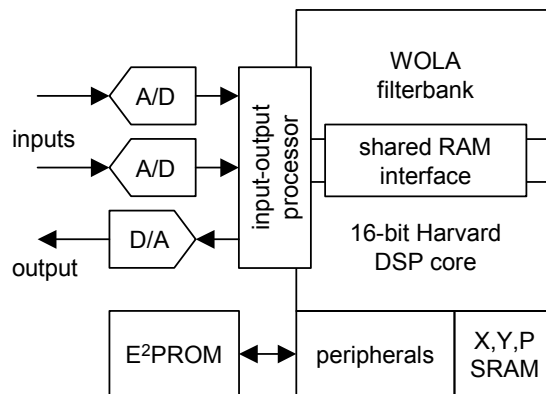 WOLA
filterbank
A/D
inputs
A/D
input-output
processor
shared RAM
interface
D/A
output
16-bit Harvard
DSP core
E²PROM
peripherals
X,Y,P
SRAM